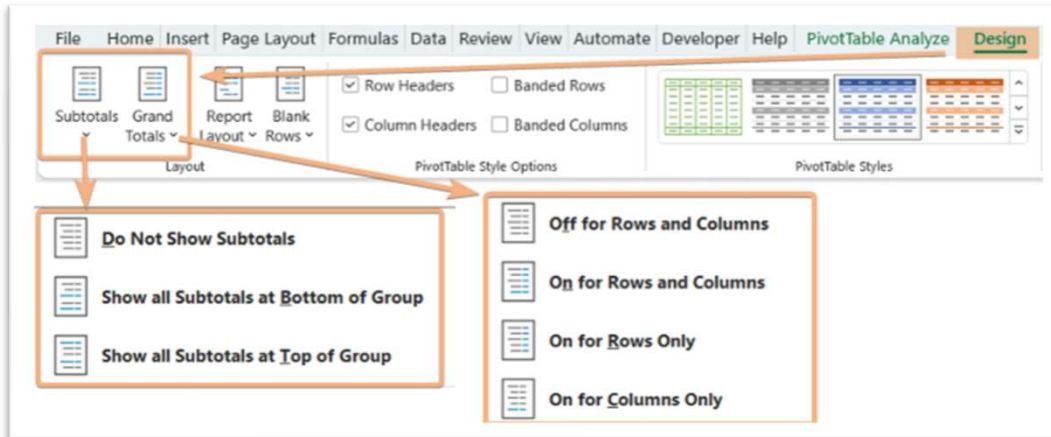 File Home Insert Page Layout Formulas Data Review View Automate Developer Help PivotTable Analyze Design
Subtotals
Grand
Totals
Report
Layout
Blank
Rows
Layout
Row Headers
Banded Rows
Column Headers
Banded Columns
PivotTable Style Options
PivotTable Styles
Do Not Show Subtotals
Show all Subtotals at Bottom of Group
Show all Subtotals at Top of Group
Off for Rows and Columns
On for Rows and Columns
On for Rows Only
On for Columns Only